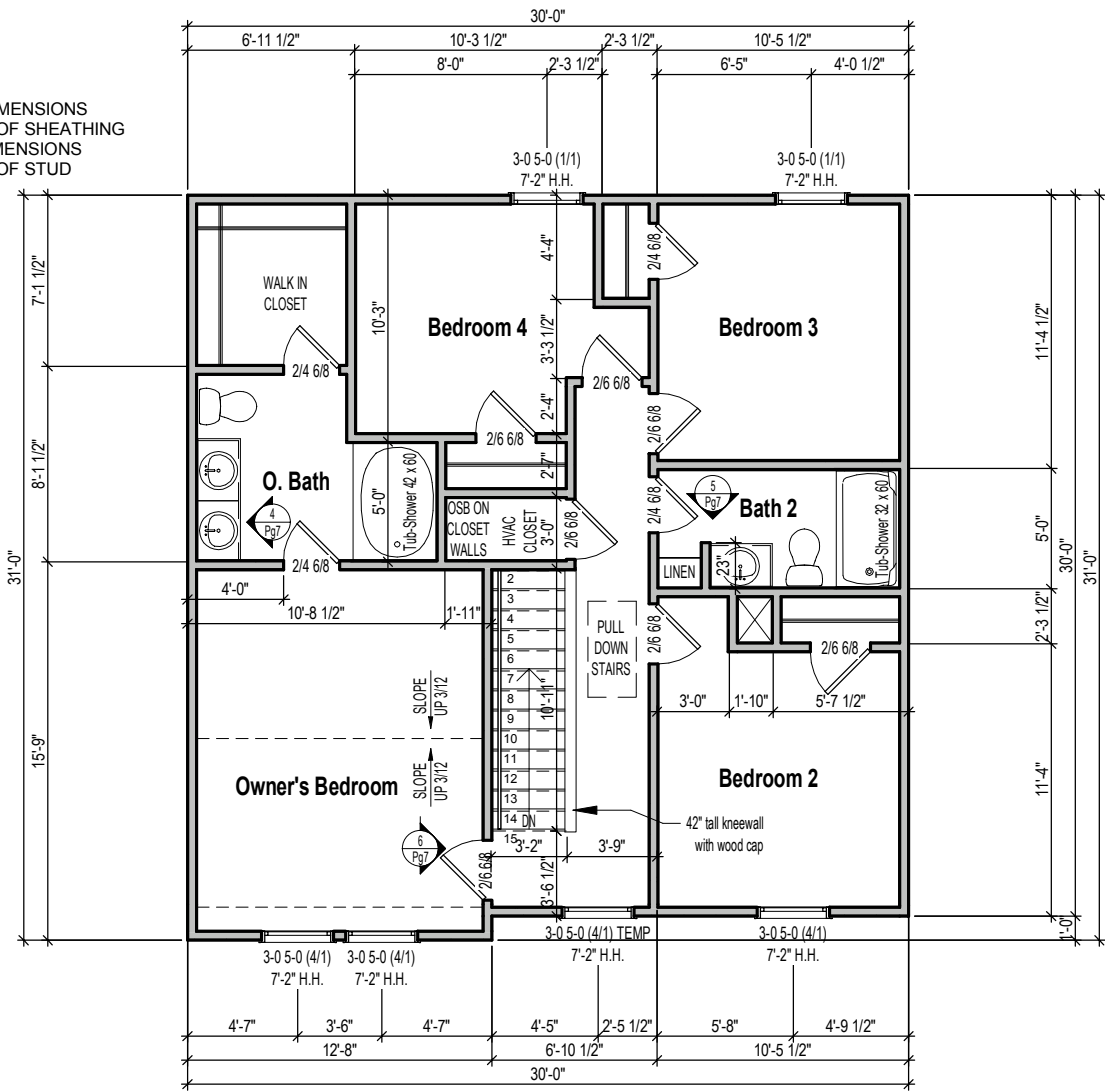 30'-0"
6'-11 1/2"
10'-3 1/2"
2'-3 1/2"
10'-5 1/2"
8'-0"
2'-3 1/2"
6'-5"
4'-0 1/2"
MENSIONS
OF SHEATHING
MENSIONS
OF STUD
3-0 5-0 (1/1)
7'-2" H.H.
3-0 5-0 (1/1)
7'-2" H.H.
31'-0"
7'-1 1/2"
8'-1 1/2"
15'-9"
WALK IN
CLOSET
2/4 6/8
10'-3"
4'-4"
3'-3 1/2"
2'-4"
2'-7"
Bedroom 4
2/6 6/8
2/6 6/8
2/4 6/8
Bedroom 3
2/6 6/8
11'-4 1/2"
5'-0"
2'-3 1/2"
11'-4"
1'-0"
30'-0"
31'-0"
O. Bath
4
Pg7
2/4 6/8
5'-0"
Tub-Shower 42 x 60
OSB ON
CLOSET
WALLS
HVAC
CLOSET
3'-0"
2/6 6/8
2/4 6/8
5
Pg7
Bath 2
Tub-Shower 32 x 60
LINEN
23"
4'-0"
10'-8 1/2"
1'-11"
2
3
4
5
6
7
8
9
10
11
12
13
14
15
DN
10'-11"
PULL
DOWN
STAIRS
2/6 6/8
2/6 6/8
3'-0"
1'-10"
5'-7 1/2"
SLOPE
UP 3/12
SLOPE
UP 3/12
Owner's Bedroom
Bedroom 2
42" tall kneewall
with wood cap
6
Pg7
2/6 6/8
3'-2"
3'-9"
3'-6 1/2"
3-0 5-0 (4/1)
7'-2" H.H.
3-0 5-0 (4/1)
7'-2" H.H.
3-0 5-0 (4/1) TEMP
7'-2" H.H.
3-0 5-0 (4/1)
7'-2" H.H.
4'-7"
3'-6"
4'-7"
4'-5"
2'-5 1/2"
5'-8"
4'-9 1/2"
12'-8"
6'-10 1/2"
10'-5 1/2"
30'-0"